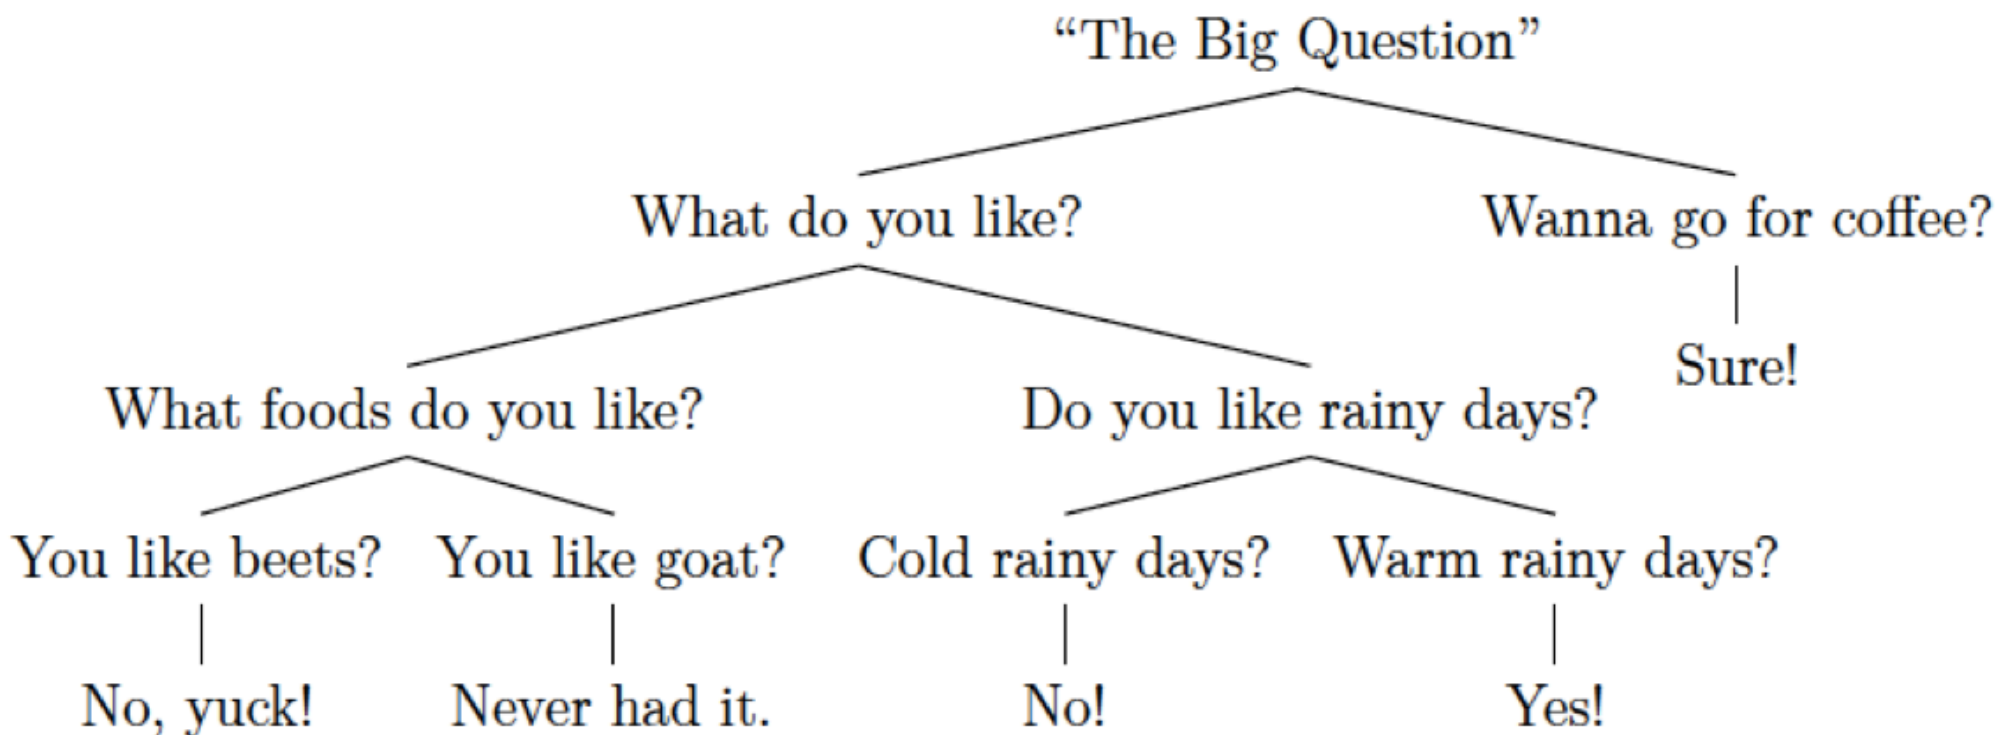 “The Big Question”
What do you like?
Wanna go for coffee?
Sure!
What foods do you like?
Do you like rainy days?
You like beets?
You like goat?
Cold rainy days?
Warm rainy days?
No, yuck!
Never had it.
No!
Yes!